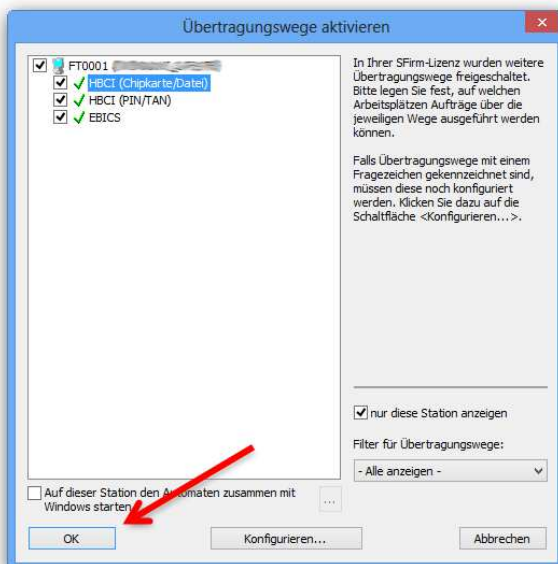 Übertragungswege aktivieren
FT0001
HBCI (Chipkarte/Datei)
HBCI (PIN/TAN)
EBICS
In Ihrer SFirm-Lizenz wurden weitere
Übertragungswege freigeschaltet.
Bitte legen Sie fest, auf welchen
Arbeitsplätzen Aufträge über die
jeweiligen Wege ausgeführt werden
können.
Falls Übertragungswege mit einem
Fragezeichen gekennzeichnet sind,
müssen diese noch konfiguriert
werden. Klicken Sie dazu auf die
Schaltfläche <Konfigurieren...>.
nur diese Station anzeigen
Filter für Übertragungswege:
- Alle anzeigen -
Auf dieser Station den Automaten zusammen mit
Windows starten
...
OK
Konfigurieren...
Abbrechen